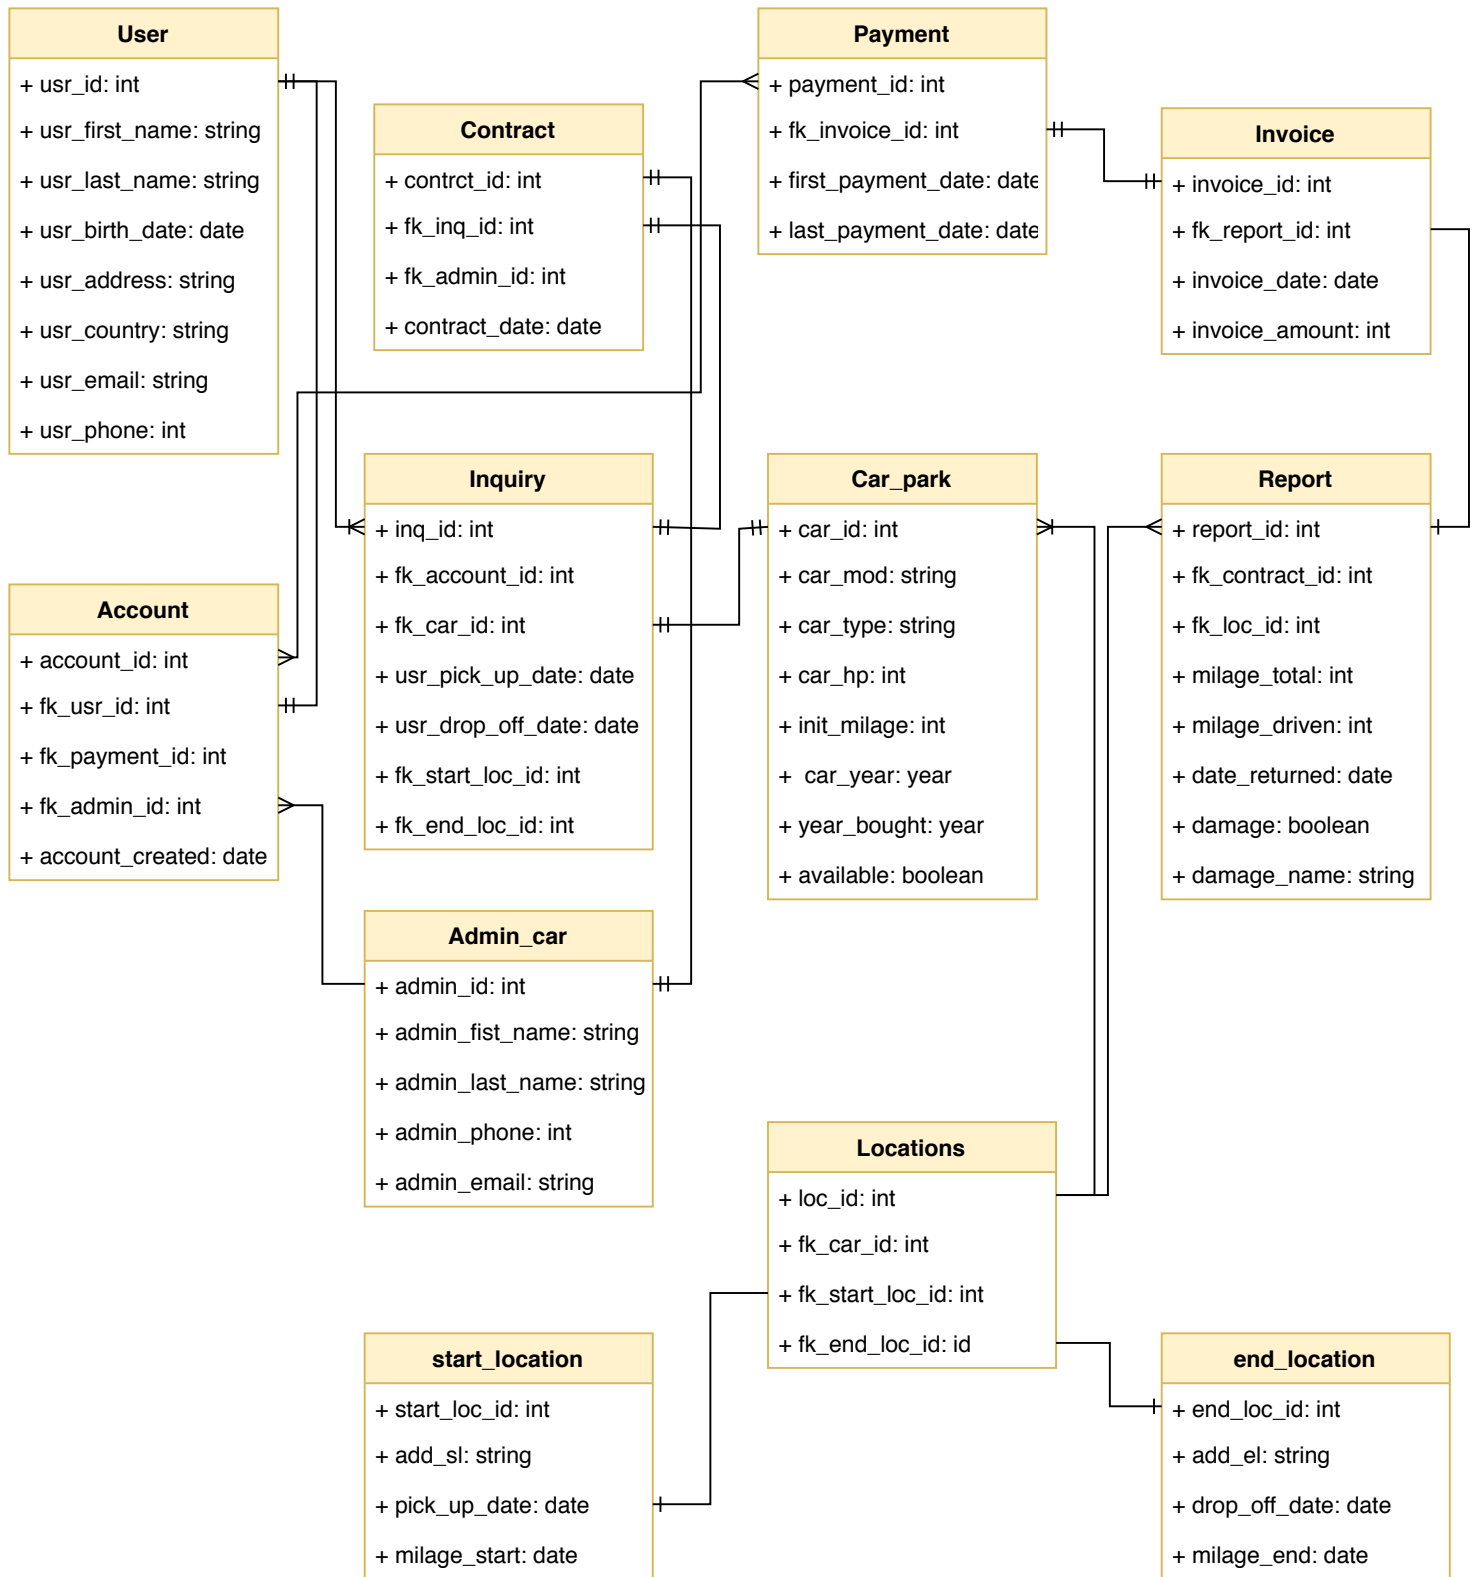 User
+ usr_id: int
+ usr_first_name: string
+ usr_last_name: string
+ usr_birth_date: date
+ usr_address: string
+ usr_country: string
+ usr_email: string
+ usr_phone: int
Contract
+ contrct_id: int
+ fk_inq_id: int
+ fk_admin_id: int
+ contract_date: date
Payment
+ payment_id: int
+ fk_invoice_id: int
+ first_payment_date: date
+ last_payment_date: date
Invoice
+ invoice_id: int
+ fk_report_id: int
+ invoice_date: date
+ invoice_amount: int
Account
+ account_id: int
+ fk_usr_id: int
+ fk_payment_id: int
+ fk_admin_id: int
+ account_created: date
Inquiry
+ inq_id: int
+ fk_account_id: int
+ fk_car_id: int
+ usr_pick_up_date: date
+ usr_drop_off_date: date
+ fk_start_loc_id: int
+ fk_end_loc_id: int
Car_park
+ car_id: int
+ car_mod: string
+ car_type: string
+ car_hp: int
+ init_milage: int
+ car_year: year
+ year_bought: year
+ available: boolean
Report
+ report_id: int
+ fk_contract_id: int
+ fk_loc_id: int
+ milage_total: int
+ milage_driven: int
+ date_returned: date
+ damage: boolean
+ damage_name: string
Admin_car
+ admin_id: int
+ admin_fist_name: string
+ admin_last_name: string
+ admin_phone: int
+ admin_email: string
Locations
+ loc_id: int
+ fk_car_id: int
+ fk_start_loc_id: int
+ fk_end_loc_id: id
start_location
+ start_loc_id: int
+ add_sl: string
+ pick_up_date: date
+ milage_start: date
end_location
+ end_loc_id: int
+ add_el: string
+ drop_off_date: date
+ milage_end: date